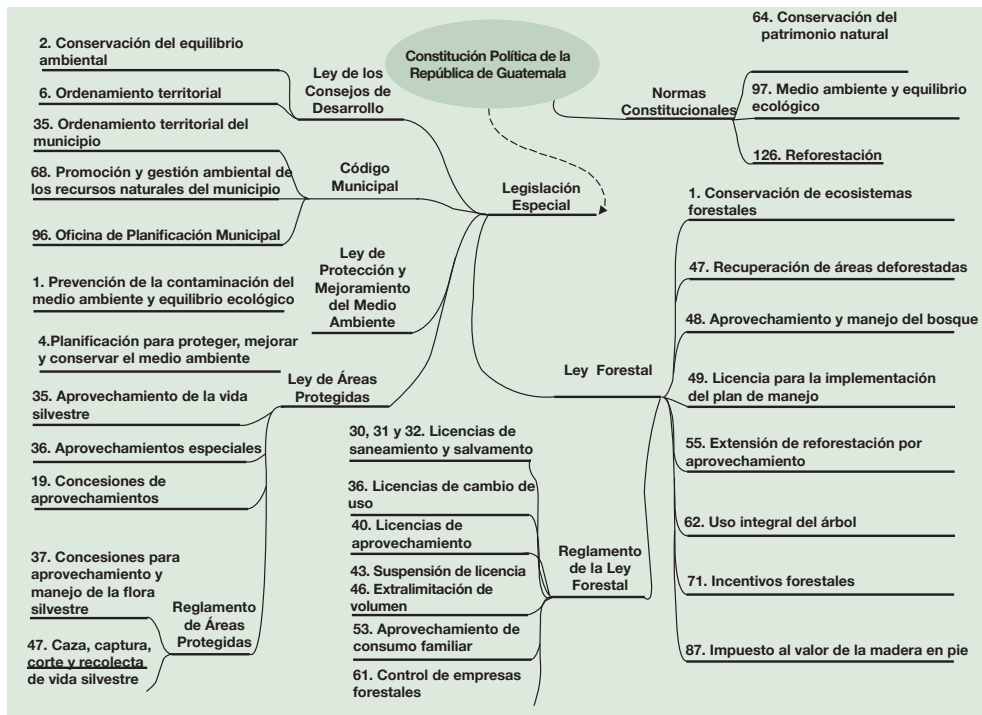 Constitución Política de la
República de Guatemala
Normas
Constitucionales
64. Conservación del
patrimonio natural
97. Medio ambiente y equilibrio
ecológico
126. Reforestación
Legislación
Especial
Ley de los
Consejos de
Desarrollo
2. Conservación del equilibrio
ambiental
6. Ordenamiento territorial
Código
Municipal
35. Ordenamiento territorial del
municipio
68. Promoción y gestión ambiental de
los recursos naturales del municipio
96. Oficina de Planificación Municipal
Ley de
Protección y
Mejoramiento
del Medio
Ambiente
1. Prevención de la contaminación del
medio ambiente y equilibrio ecológico
4.Planificación para proteger, mejorar
y conservar el medio ambiente
Ley de Áreas
Protegidas
35. Aprovechamiento de la vida
silvestre
36. Aprovechamientos especiales
19. Concesiones de
aprovechamientos
Reglamento
de Áreas
Protegidas
37. Concesiones para
aprovechamiento y
manejo de la flora
silvestre
47. Caza, captura,
corte y recolecta
de vida silvestre
Ley Forestal
1. Conservación de ecosistemas
forestales
47. Recuperación de áreas deforestadas
48. Aprovechamiento y manejo del bosque
49. Licencia para la implementación
del plan de manejo
55. Extensión de reforestación por
aprovechamiento
62. Uso integral del árbol
71. Incentivos forestales
87. Impuesto al valor de la madera en pie
Reglamento
de la Ley
Forestal
30, 31 y 32. Licencias de
saneamiento y salvamento
36. Licencias de cambio de
uso
40. Licencias de
aprovechamiento
43. Suspensión de licencia
46. Extralimitación de
volumen
53. Aprovechamiento de
consumo familiar
61. Control de empresas
forestales